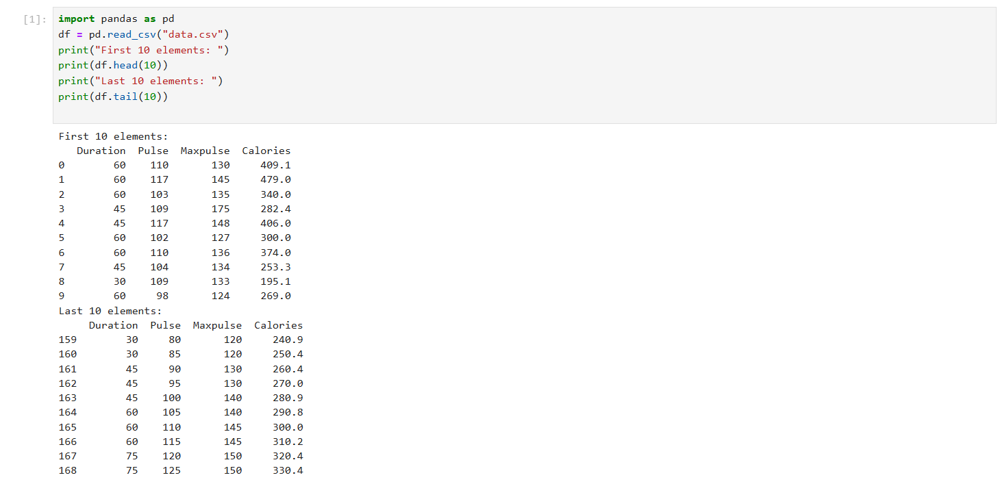 [1]: import pandas as pd
df = pd.read_csv("data.csv")
print("First 10 elements: ")
print(df.head(10))
print("Last 10 elements: ")
print(df.tail(10))
First 10 elements:
   Duration  Pulse  Maxpulse  Calories
0        60    110       130     409.1
1        60    117       145     479.0
2        60    103       135     340.0
3        45    109       175     282.4
4        45    117       148     406.0
5        60    102       127     300.0
6        60    110       136     374.0
7        45    104       134     253.3
8        30    109       133     195.1
9        60     98       124     269.0
Last 10 elements:
     Duration  Pulse  Maxpulse  Calories
159        30     80       120     240.9
160        30     85       120     250.4
161        45     90       130     260.4
162        45     95       130     270.0
163        45    100       140     280.9
164        60    105       140     290.8
165        60    110       145     300.0
166        60    115       145     310.2
167        75    120       150     320.4
168        75    125       150     330.4